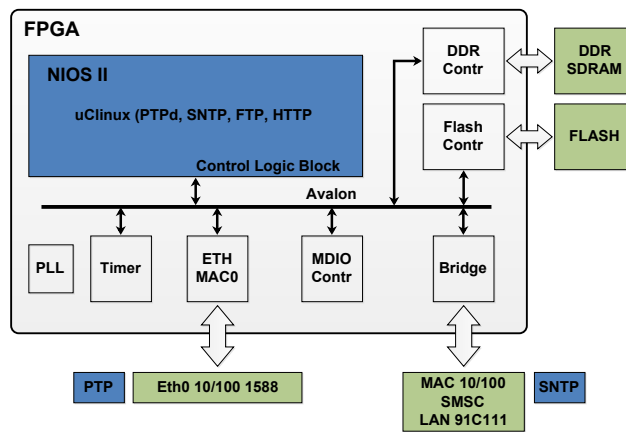 FPGA
NIOS II
uClinux (PTPd, SNTP, FTP, HTTP
Control Logic Block
DDR
Contr
DDR
SDRAM
Flash
Contr
FLASH
Avalon
PLL
Timer
ETH
MAC0
MDIO
Contr
Bridge
PTP
Eth0 10/100 1588
MAC 10/100
SMSC
LAN 91C111
SNTP